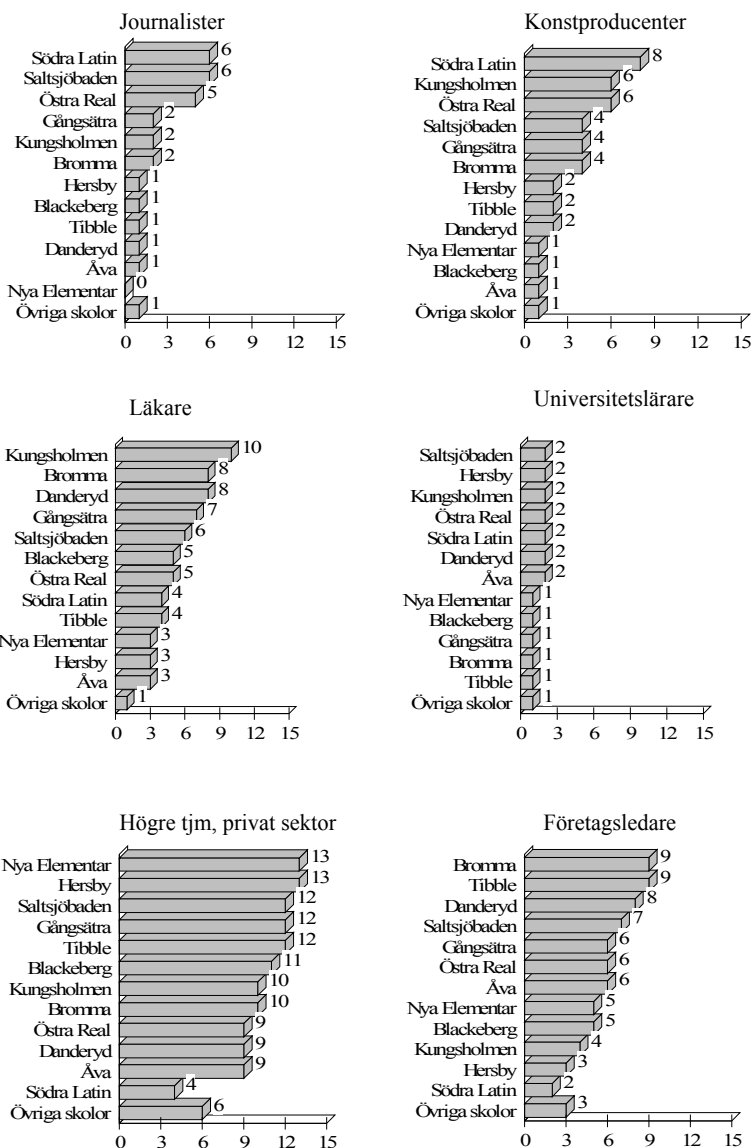 Journalister
Södra Latin 6
Saltsjöbaden 6
Östra Real 5
Gångsätra 2
Kungsholmen 2
Bromma 2
Hersby 1
Blackeberg 1
Tibble 1
Danderyd 1
Åva 1
Nya Elementar 0
Övriga skolor 1
0 3 6 9 12 15
Konstproducenter
Södra Latin 8
Kungsholmen 6
Östra Real 6
Saltsjöbaden 4
Gångsätra 4
Bromma 4
Hersby 2
Tibble 2
Danderyd 2
Nya Elementar 1
Blackeberg 1
Åva 1
Övriga skolor 1
0 3 6 9 12 15
Läkare
Kungsholmen 10
Bromma 8
Danderyd 8
Gångsätra 7
Saltsjöbaden 6
Blackeberg 5
Östra Real 5
Södra Latin 4
Tibble 4
Nya Elementar 3
Hersby 3
Åva 3
Övriga skolor 1
0 3 6 9 12 15
Universitetslärare
Saltsjöbaden 2
Hersby 2
Kungsholmen 2
Östra Real 2
Södra Latin 2
Danderyd 2
Åva 2
Nya Elementar 1
Blackeberg 1
Gångsätra 1
Bromma 1
Tibble 1
Övriga skolor 1
0 3 6 9 12 15
Högre tjm, privat sektor
Nya Elementar 13
Hersby 13
Saltsjöbaden 12
Gångsätra 12
Tibble 12
Blackeberg 11
Kungsholmen 10
Bromma 10
Östra Real 9
Danderyd 9
Åva 9
Södra Latin 4
Övriga skolor 6
0 3 6 9 12 15
Företagsledare
Bromma 9
Tibble 9
Danderyd 8
Saltsjöbaden 7
Gångsätra 6
Östra Real 6
Åva 6
Nya Elementar 5
Blackeberg 5
Kungsholmen 4
Hersby 3
Södra Latin 2
Övriga skolor 3
0 3 6 9 12 15